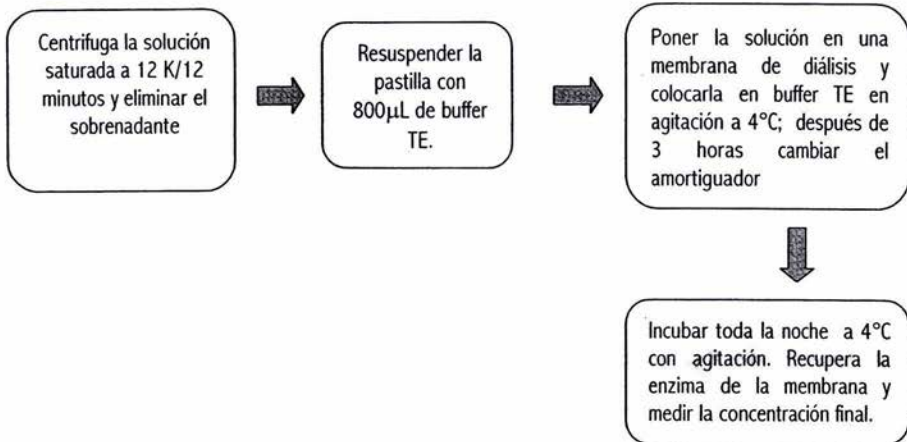 Centrifuga la solución
saturada a 12 K/12
minutos y eliminar el
sobrenadante
Resuspender la
pastilla con
800μL de buffer
TE.
Poner la solución en una
membrana de diálisis y
colocarla en buffer TE en
agitación a 4°C; después de
3 horas cambiar el
amortiguador
Incubar toda la noche a 4°C
con agitación. Recupera la
enzima de la membrana y
medir la concentración final.